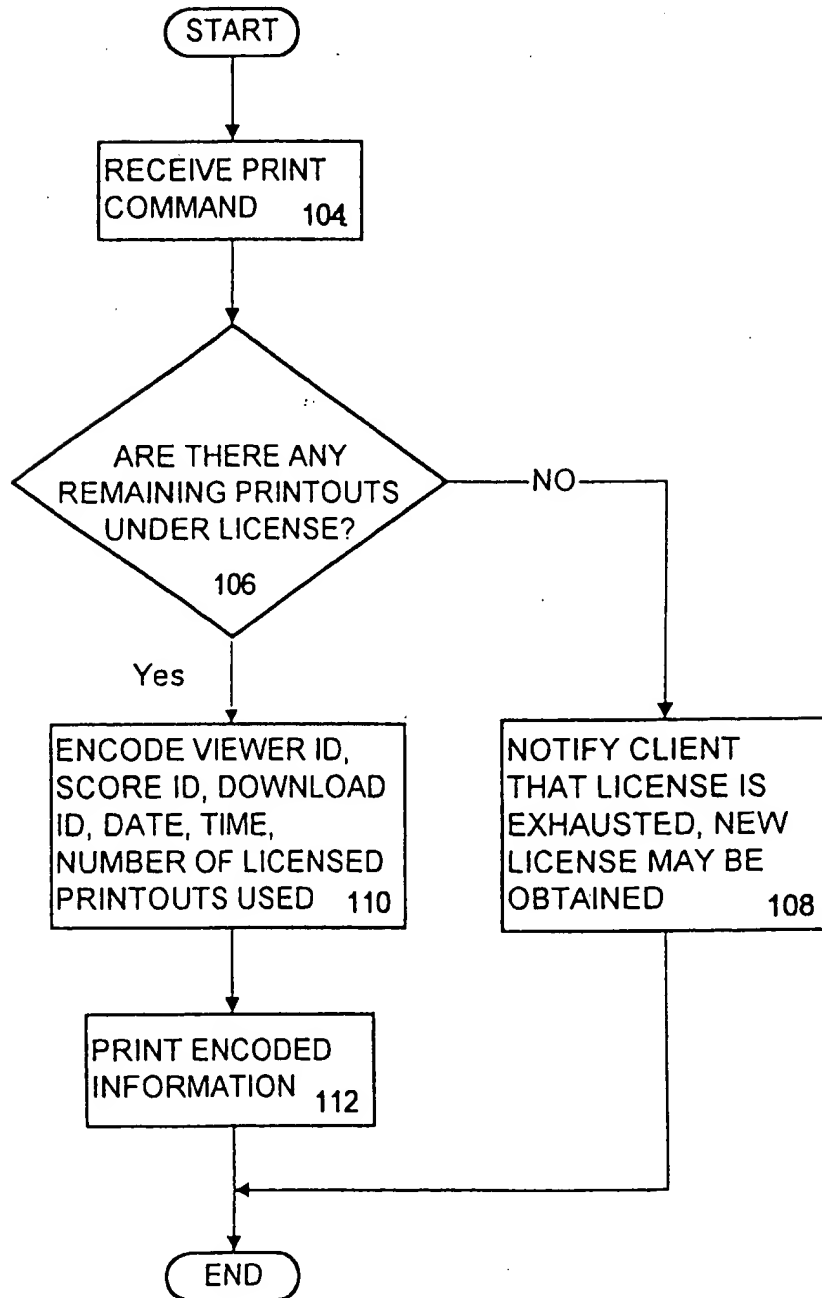 START
RECEIVE PRINT
COMMAND 104
ARE THERE ANY
REMAINING PRINTOUTS
UNDER LICENSE?
106
NO
Yes
ENCODE VIEWER ID,
SCORE ID, DOWNLOAD
ID, DATE, TIME,
NUMBER OF LICENSED
PRINTOUTS USED 110
NOTIFY CLIENT
THAT LICENSE IS
EXHAUSTED, NEW
LICENSE MAY BE
OBTAINED 108
PRINT ENCODED
INFORMATION 112
END